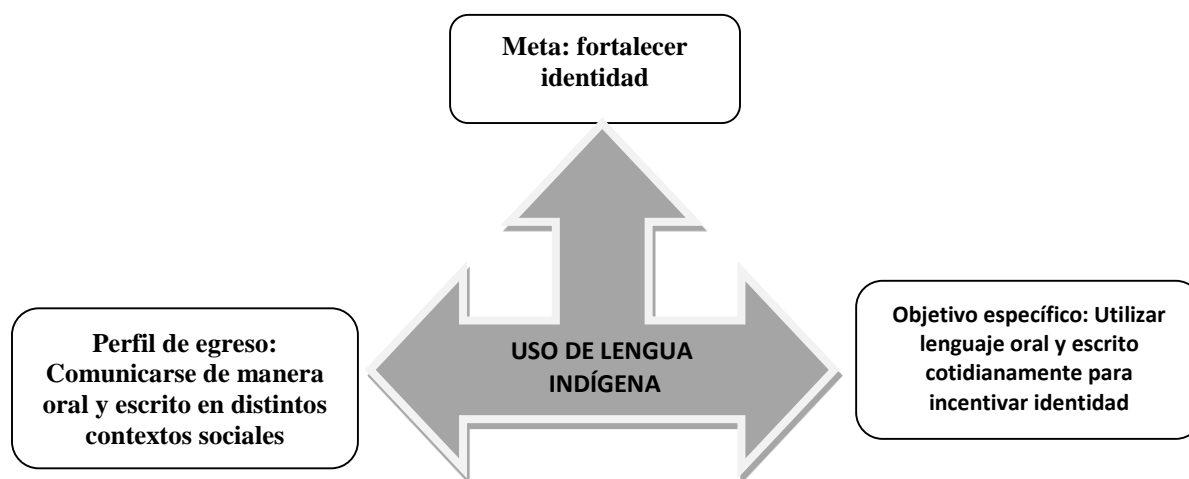 Meta: fortalecer
identidad
Perfil de egreso:
Comunicarse de manera
oral y escrito en distintos
contextos sociales
USO DE LENGUA
INDÍGENA
Objetivo específico: Utilizar
lenguaje oral y escrito
cotidianamente para
incentivar identidad